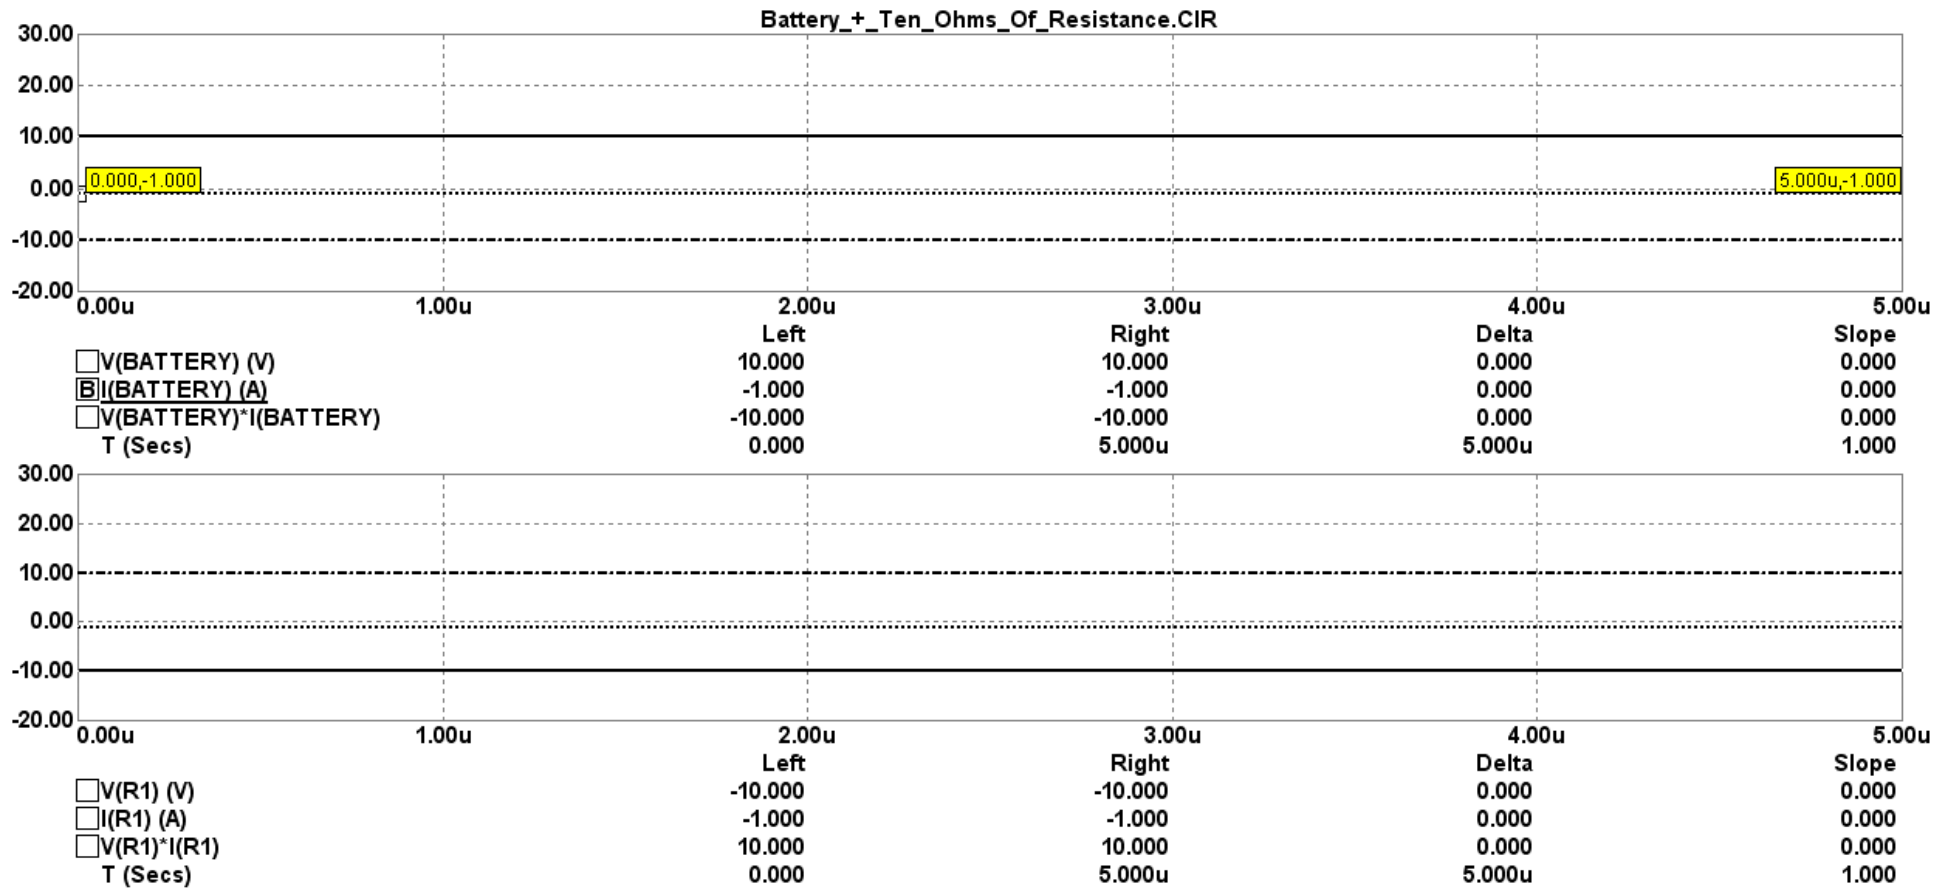 Battery_+_Ten_Ohms_Of_Resistance.CIR
30.00
20.00
10.00
0.00
-10.00
-20.00
0.000,-1.000
5.000u,-1.000
0.00u 1.00u 2.00u 3.00u 4.00u 5.00u
Left Right Delta Slope
V(BATTERY) (V) 10.000 10.000 0.000 0.000
B I(BATTERY) (A) -1.000 -1.000 0.000 0.000
V(BATTERY)*I(BATTERY) -10.000 -10.000 0.000 0.000
T (Secs) 0.000 5.000u 5.000u 1.000
30.00
20.00
10.00
0.00
-10.00
-20.00
0.00u 1.00u 2.00u 3.00u 4.00u 5.00u
Left Right Delta Slope
V(R1) (V) -10.000 -10.000 0.000 0.000
I(R1) (A) -1.000 -1.000 0.000 0.000
V(R1)*I(R1) 10.000 10.000 0.000 0.000
T (Secs) 0.000 5.000u 5.000u 1.000